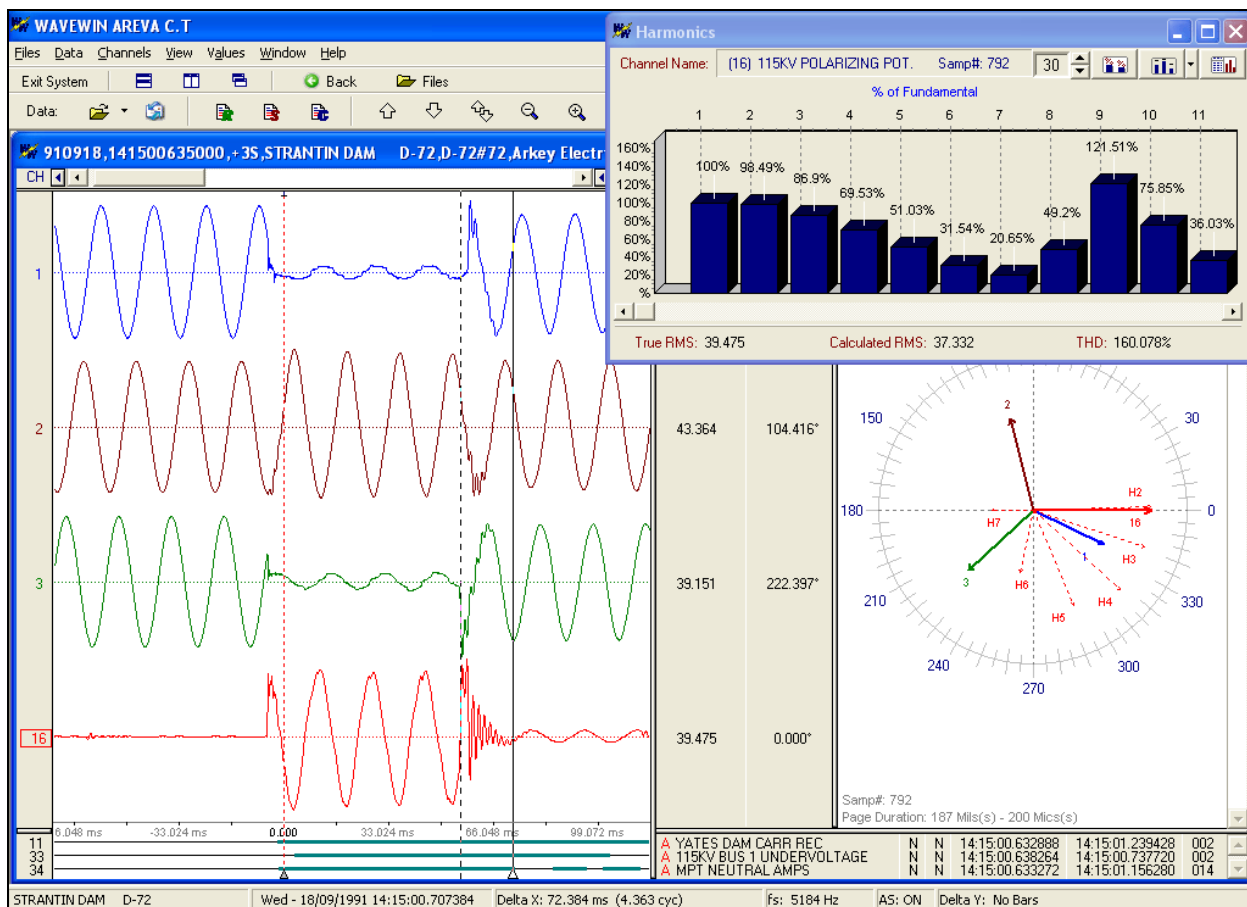 WAVEWIN AREVA C.T
Files Data Channels View Values Window Help
Exit System Back Files
Data:
910918,141500635000,+3S,STRANTIN DAM D-72,D-72#72,Arkey Electr
CH
Harmonics
Channel Name: (16) 115KV POLARIZING POT. Samp#: 792 30
% of Fundamental
1 2 3 4 5 6 7 8 9 10 11
160%
140%
120%
100%
80%
60%
40%
20%
%
100% 98.49% 86.9% 69.53% 51.03% 31.54% 20.65% 49.2% 121.51% 75.85% 36.03%
True RMS: 39.475 Calculated RMS: 37.332 THD: 160.078%
1
2 43.364 104.416°
3 39.151 222.397°
16 39.475 0.000°
150 30
180 0
210 330
240 300
270
2
H2
16
H7
1 H3
3
H6 H4
H5
Samp#: 792
Page Duration: 187 Mils(s) - 200 Mics(s)
6.048 ms -33.024 ms 0.000 33.024 ms 66.048 ms 99.072 ms
11 A YATES DAM CARR REC N N 14:15:00.632888 14:15:01.239428 002
33 A 115KV BUS 1 UNDERVOLTAGE N N 14:15:00.638264 14:15:00.737720 002
34 A MPT NEUTRAL AMPS N N 14:15:00.633272 14:15:01.156280 014
STRANTIN DAM D-72 Wed - 18/09/1991 14:15:00.707384 Delta X: 72.384 ms (4.363 cyc) fs: 5184 Hz AS: ON Delta Y: No Bars